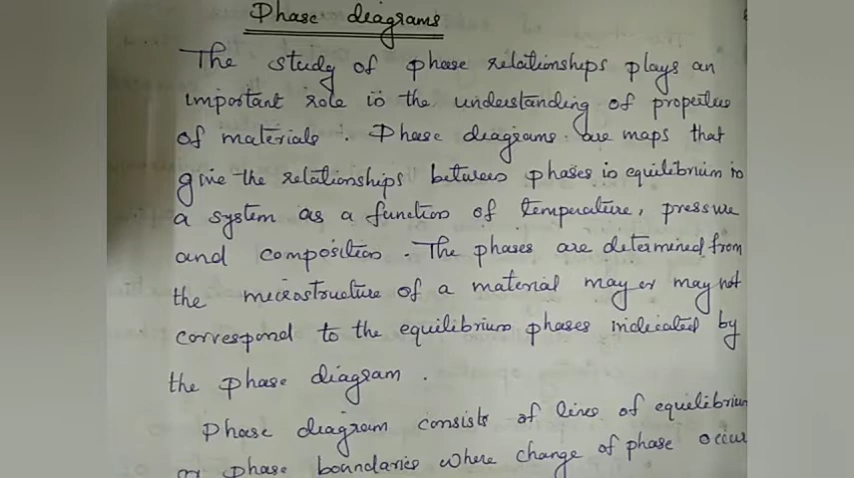 Phase diagrams
The study of phase relationships plays an
important role in the understanding of properties
of materials. Phase diagrams are maps that
give the relationships between phases in equilibrium in
a system as a function of temperature, pressure
and composition. The phases are determined from
the microstructure of a material may or may not
correspond to the equilibrium phases indicated by
the phase diagram.
Phase diagram consists of lines of equilibrium
or phase boundaries where change of phase occur